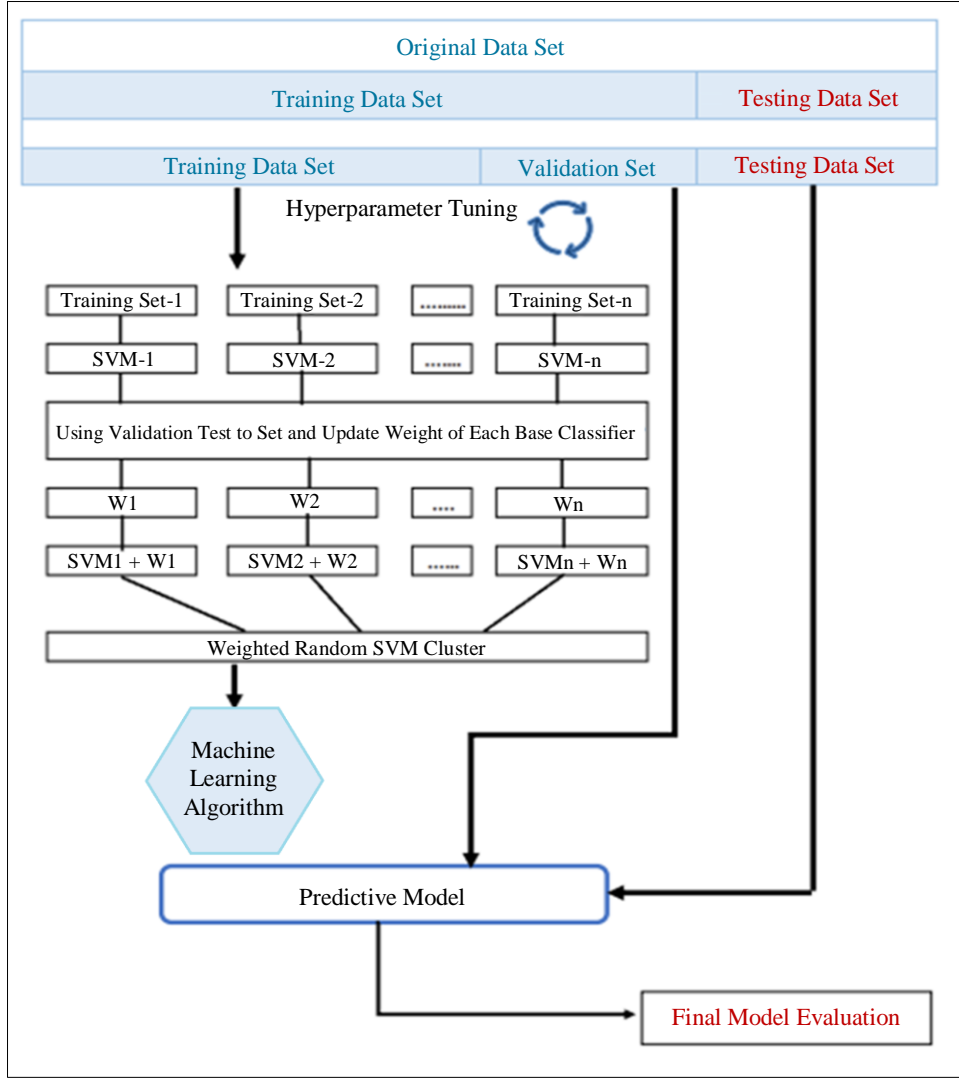 Original Data Set
Training Data Set
Testing Data Set
Training Data Set
Validation Set
Testing Data Set
Hyperparameter Tuning
Training Set-1
Training Set-2
.........
Training Set-n
SVM-1
SVM-2
.......
SVM-n
Using Validation Test to Set and Update Weight of Each Base Classifier
W1
W2
....
Wn
SVM1 + W1
SVM2 + W2
......
SVMn + Wn
Weighted Random SVM Cluster
Machine
Learning
Algorithm
Predictive Model
Final Model Evaluation